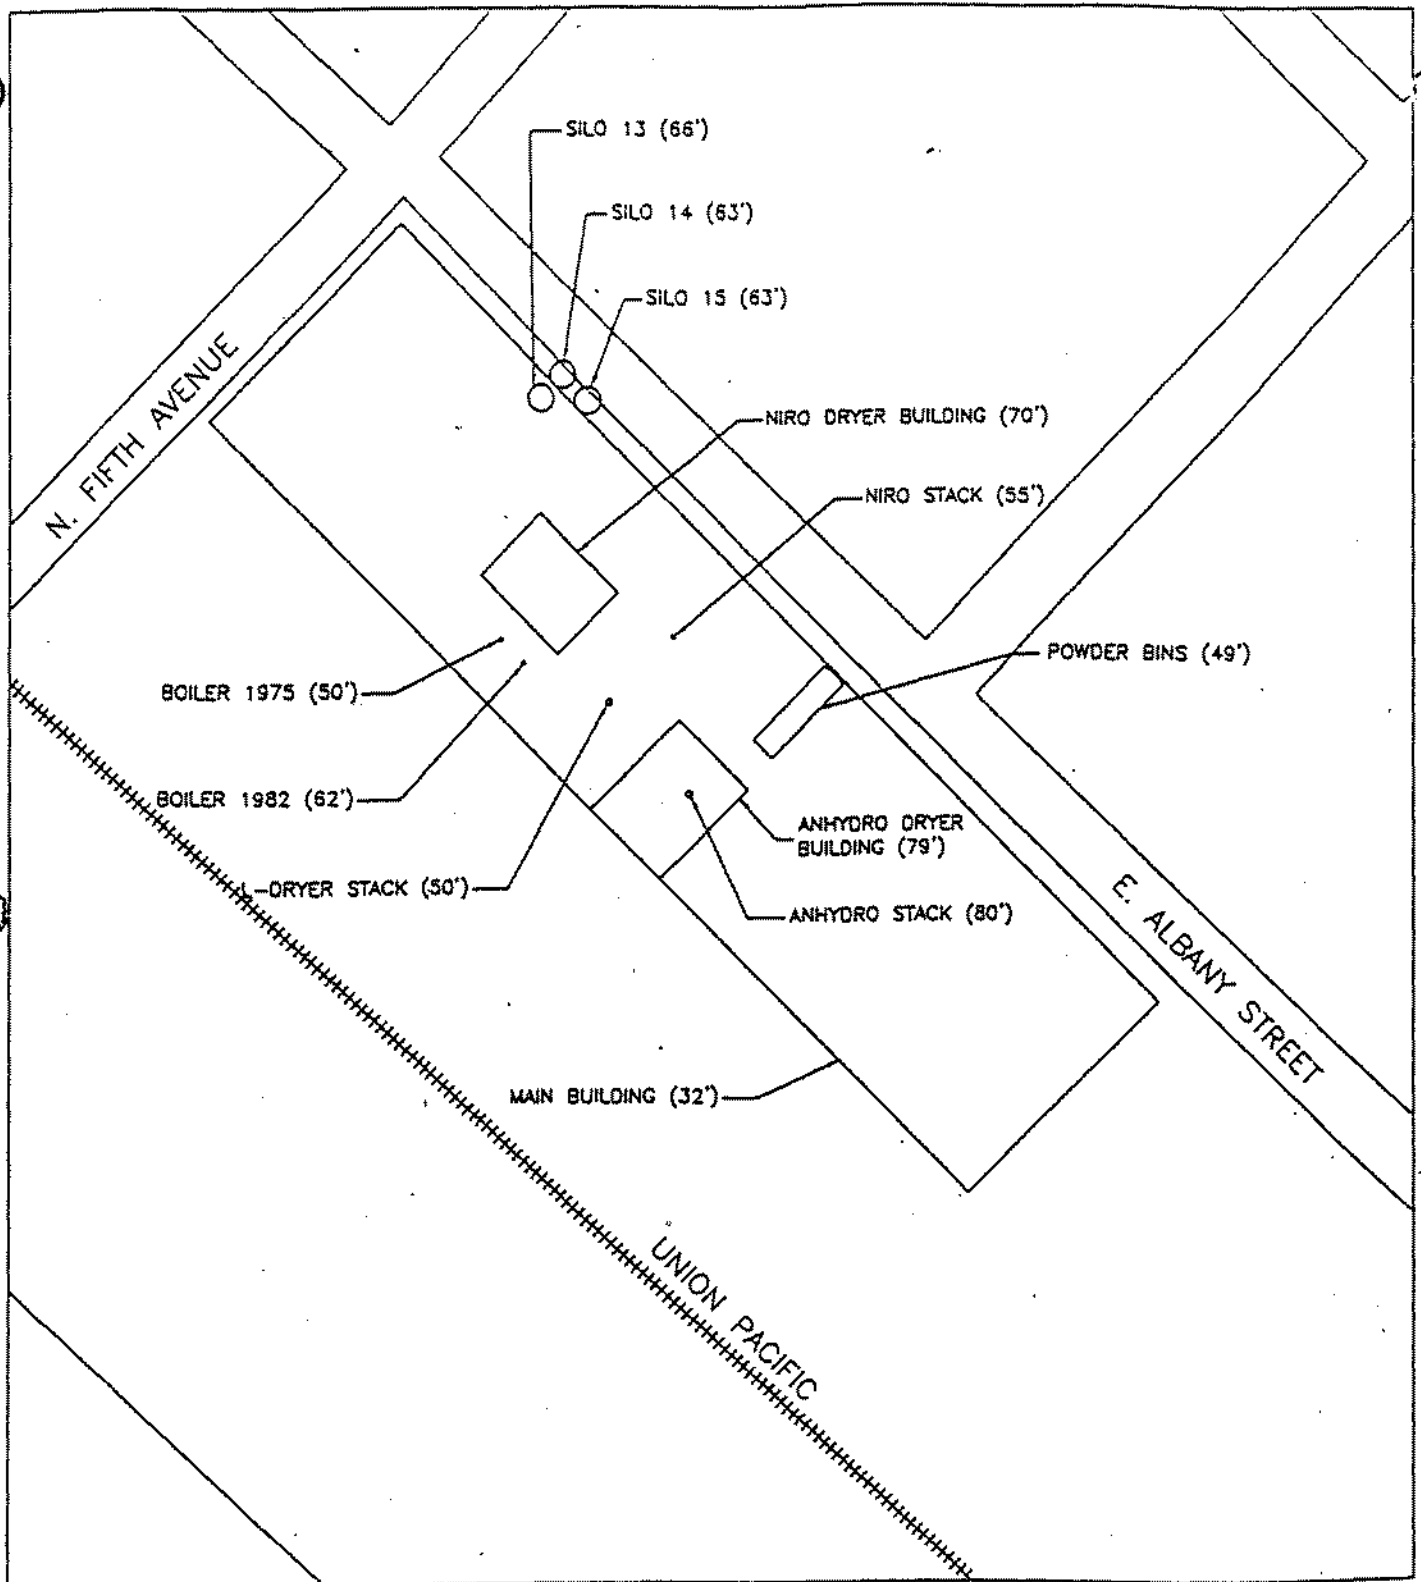 SILO 13 (66')
SILO 14 (63')
SILO 15 (63')
N. FIFTH AVENUE
NIRO DRYER BUILDING (70')
NIRO STACK (55')
POWDER BINS (49')
BOILER 1975 (50')
BOILER 1982 (62')
ANHYDRO DRYER
BUILDING (79')
DRYER STACK (50')
ANHYDRO STACK (80')
E. ALBANY STREET
MAIN BUILDING (32')
UNION PACIFIC